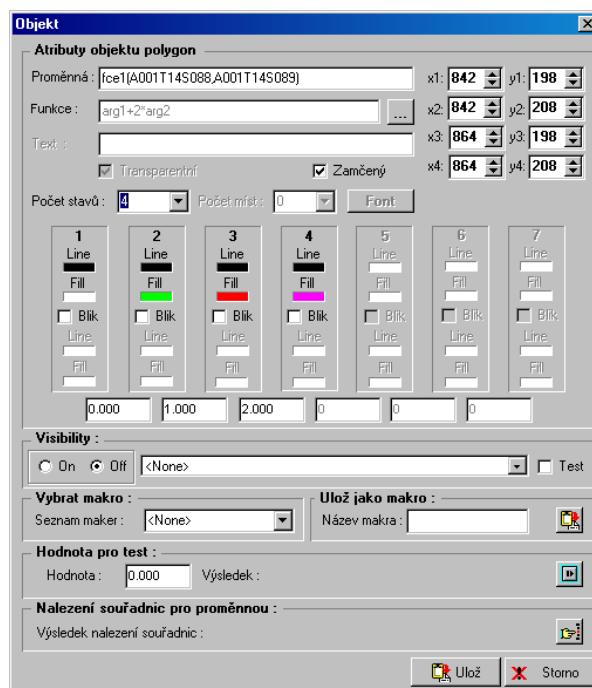 Objekt
Atributy objektu polygon
Proměnná : fce1(A001T14S088,A001T14S089) x1: 842 y1: 198
Funkce : arg1+2*arg2 ... x2: 842 y2: 208
Text : x3: 864 y3: 198
Transparentní Zamčený x4: 864 y4: 208
Počet stavů : 4 Počet míst : 0 Font
1 2 3 4 5 6 7
Line Line Line Line Line Line Line
Fill Fill Fill Fill Fill Fill Fill
Blik Blik Blik Blik Blik Blik Blik
Line Line Line Line Line Line Line
Fill Fill Fill Fill Fill Fill Fill
0.000 1.000 2.000 0 0 0
Visibility :
On Off <None> Test
Vybrat makro : Ulož jako makro :
Seznam maker : <None> Název makra :
Hodnota pro test :
Hodnota : 0.000 Výsledek :
Nalezení souřadnic pro proměnnou :
Výsledek nalezení souřadnic :
Ulož Storno